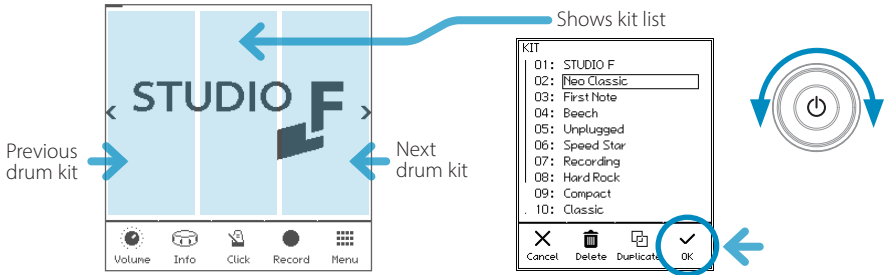 Shows kit list
STUDIO F
Previous
drum kit
Next
drum kit
Volume Info Click Record Menu
KIT
01: STUDIO F
02: Neo Classic
03: First Note
04: Beech
05: Unplugged
06: Speed Star
07: Recording
08: Hard Rock
09: Compact
10: Classic
Cancel Delete Duplicate OK